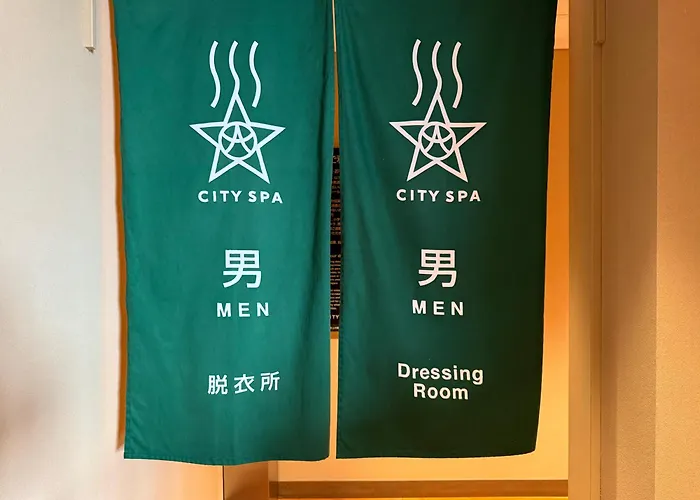 CITY SPA
男
MEN
脱衣所
CITY SPA
男
MEN
Dressing
Room